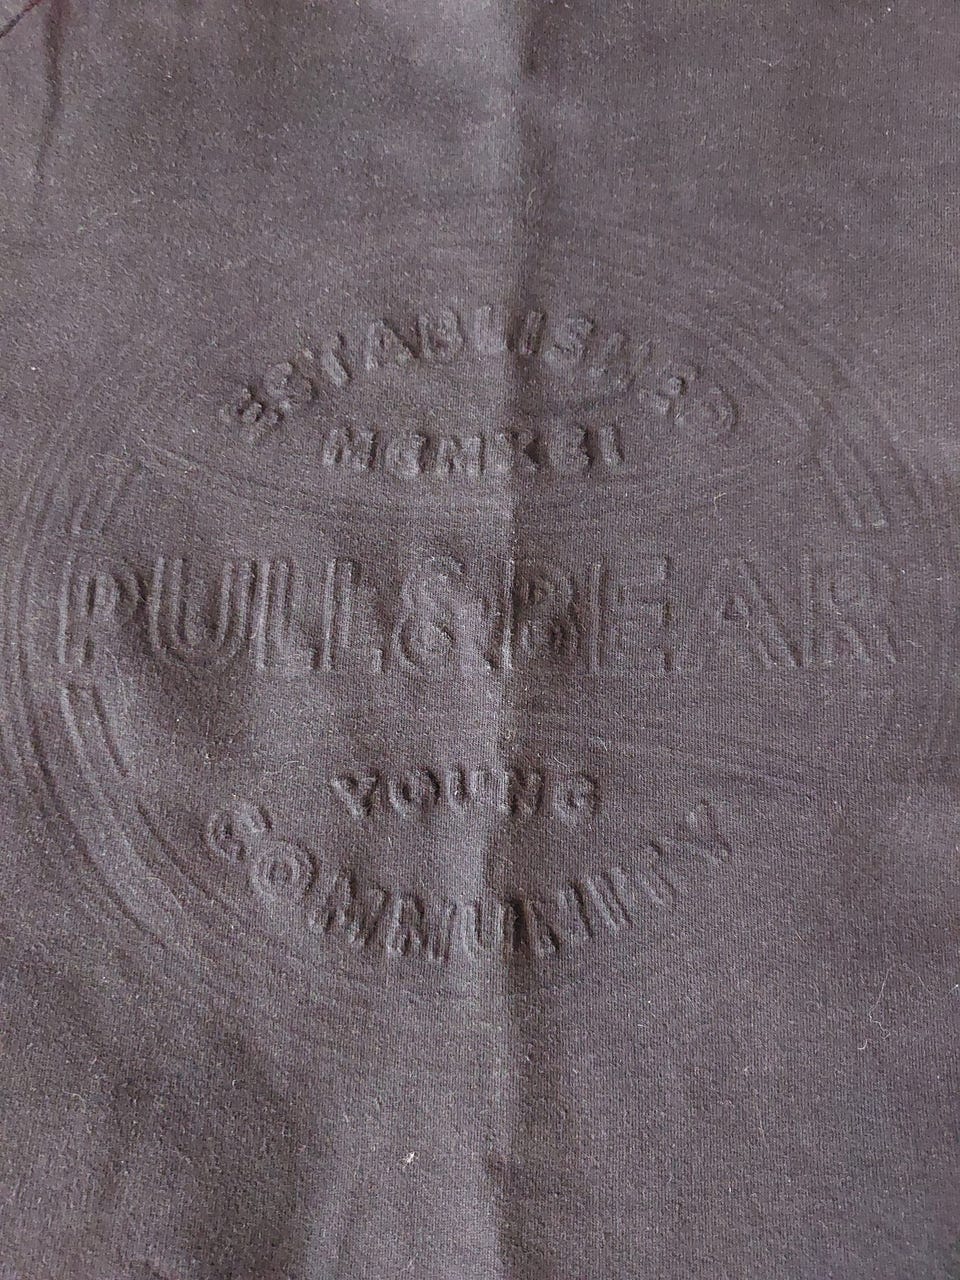 ESTABLISHED
MCMXCI
PULL&BEAR
YOUNG
COMMUNITY